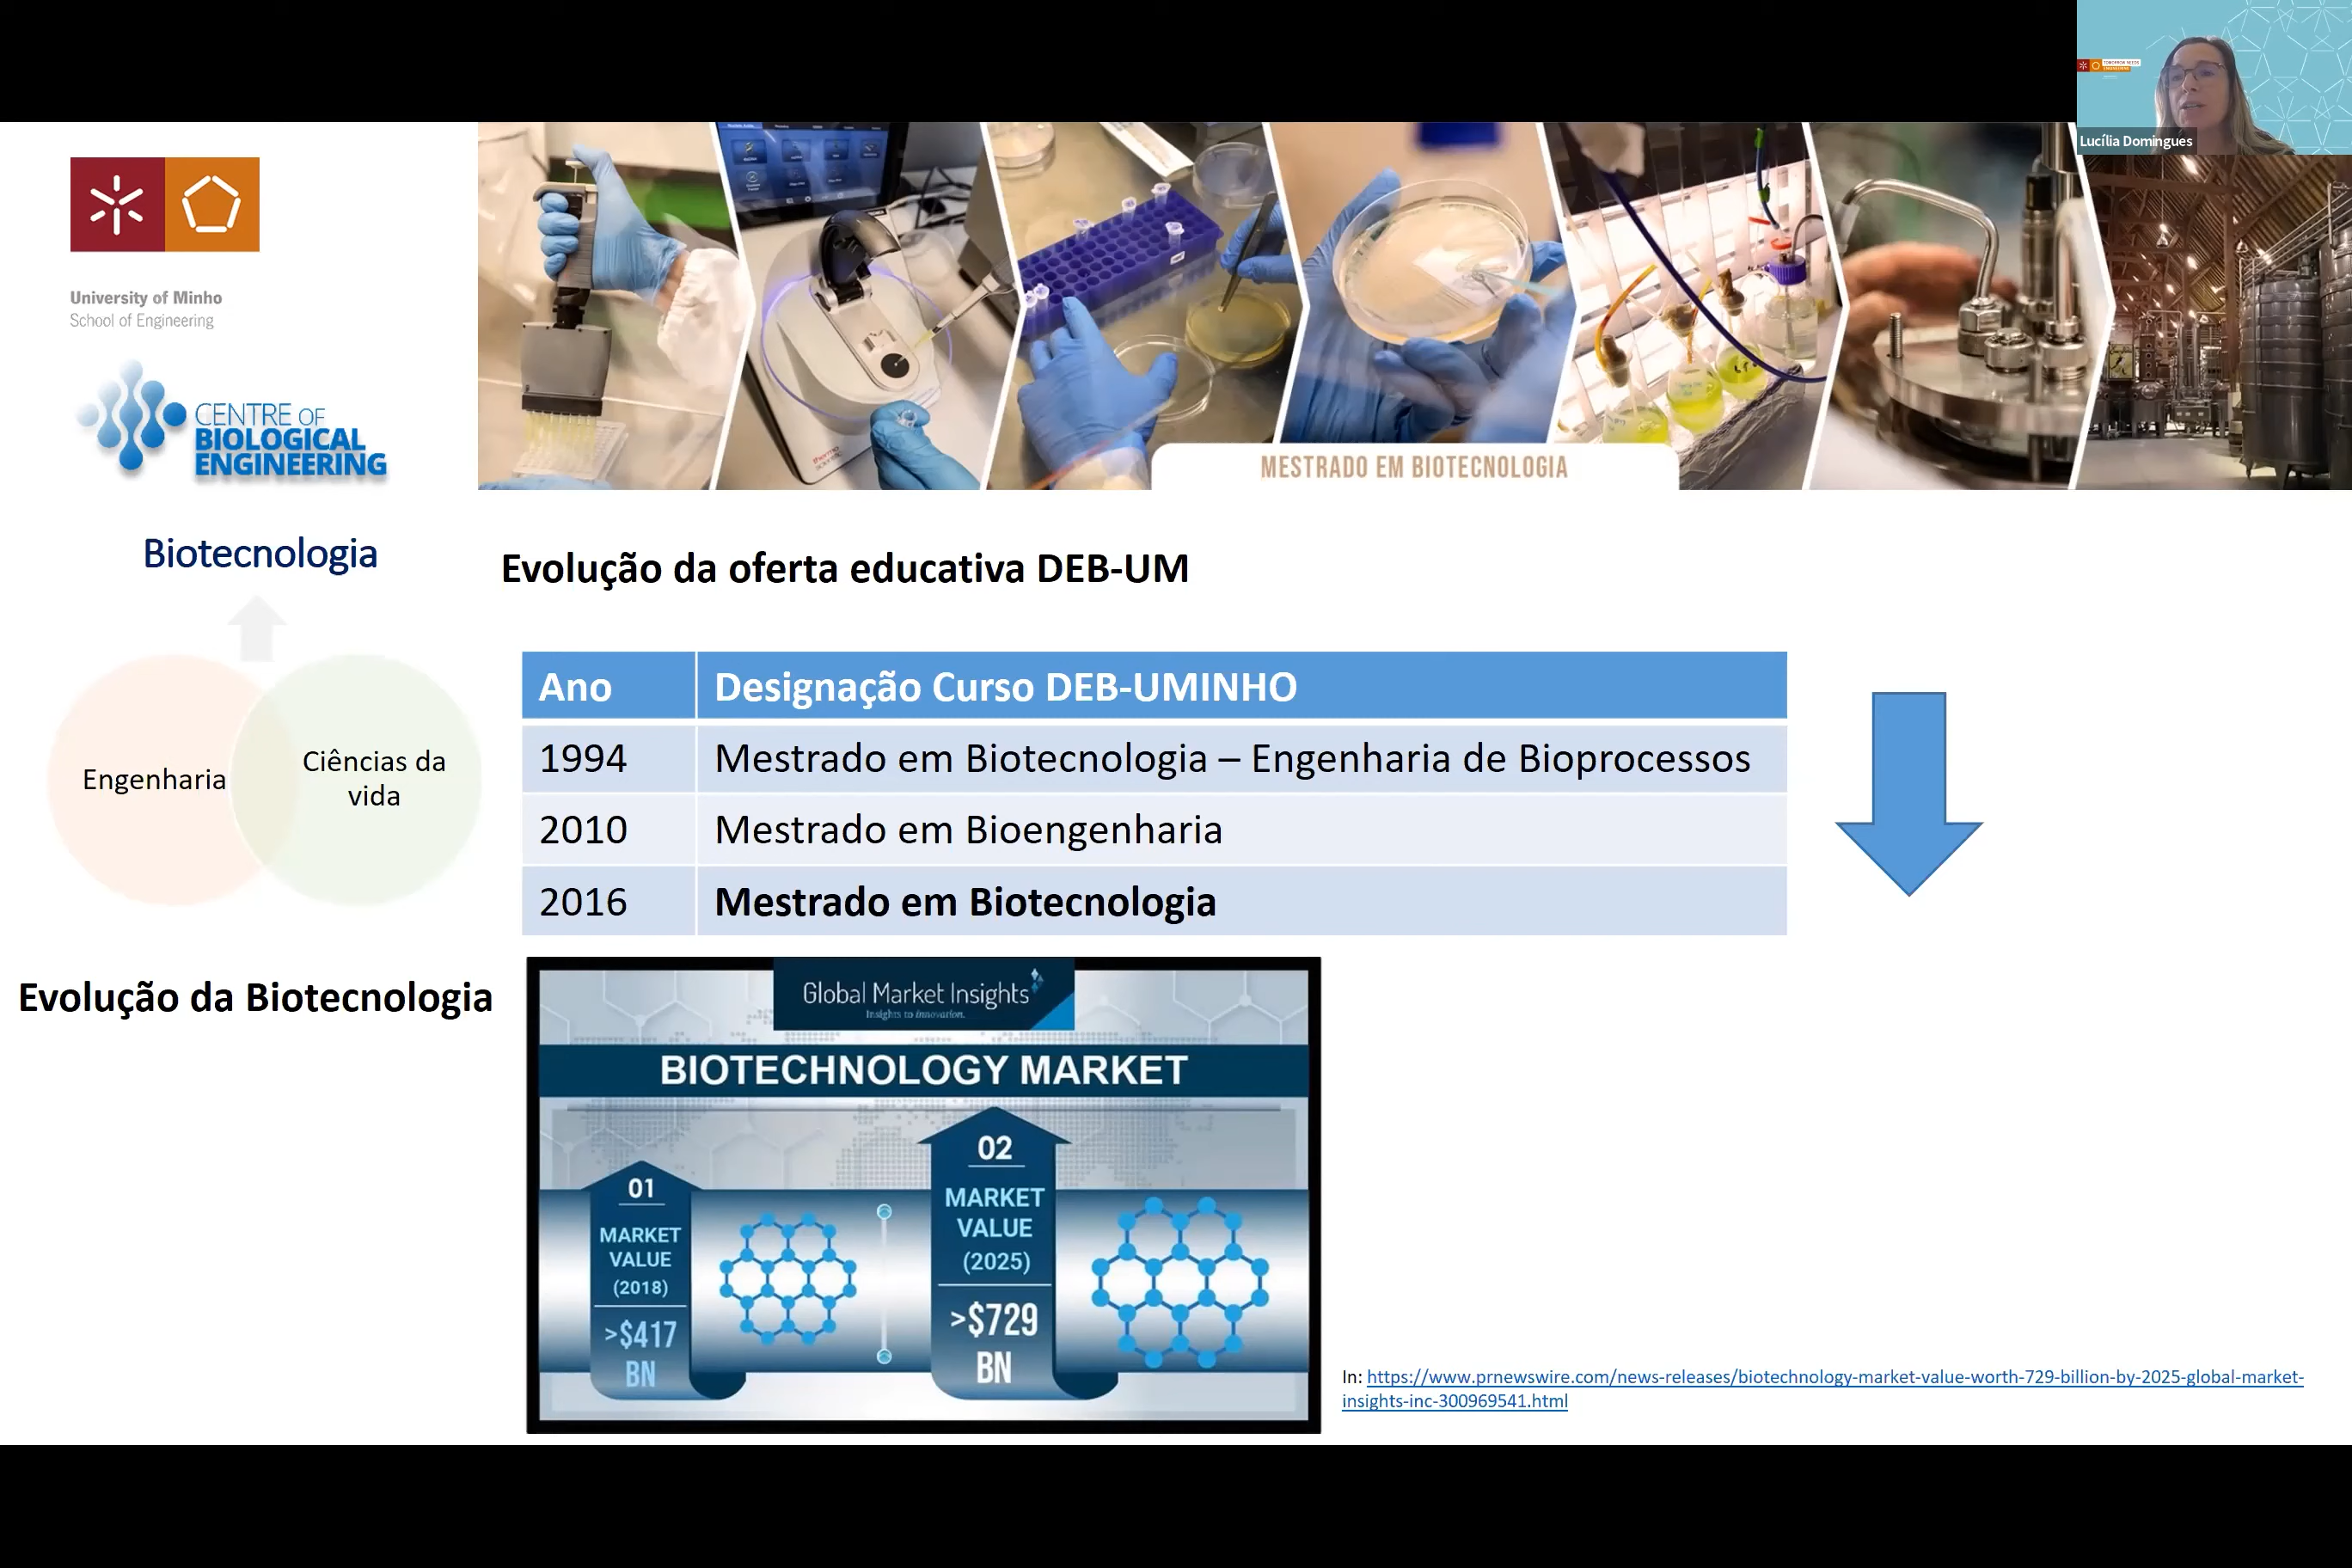 Lucília Domingues
University of Minho
School of Engineering
CENTRE OF
BIOLOGICAL
ENGINEERING
MESTRADO EM BIOTECNOLOGIA
Biotecnologia
Engenharia
Ciências da
vida
Evolução da oferta educativa DEB-UM
Ano Designação Curso DEB-UMINHO
1994 Mestrado em Biotecnologia – Engenharia de Bioprocessos
2010 Mestrado em Bioengenharia
2016 Mestrado em Biotecnologia
Evolução da Biotecnologia
Global Market Insights
Insights to innovation.
BIOTECHNOLOGY MARKET
01
MARKET
VALUE
(2018)
>$417
BN
02
MARKET
VALUE
(2025)
>$729
BN
In: https://www.prnewswire.com/news-releases/biotechnology-market-value-worth-729-billion-by-2025-global-market-
insights-inc-300969541.html